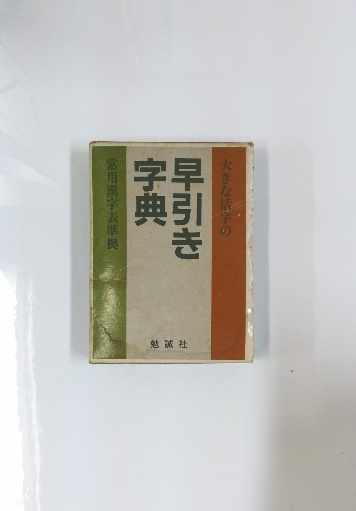 大きな活字の
早引き
字典
常用漢字表準拠
勉誠社